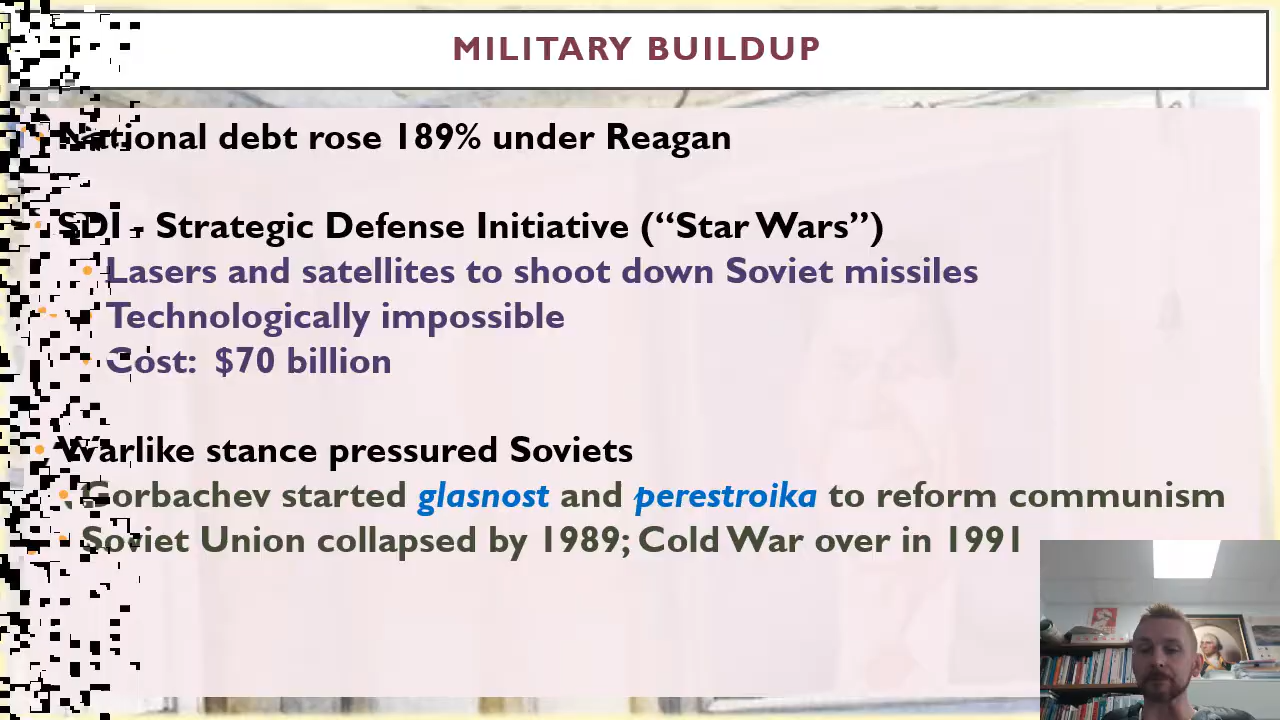 MILITARY BUILDUP
National debt rose 189% under Reagan
SDI - Strategic Defense Initiative (“Star Wars”)
Lasers and satellites to shoot down Soviet missiles
Technologically impossible
Cost: $70 billion
Warlike stance pressured Soviets
Gorbachev started glasnost and perestroika to reform communism
Soviet Union collapsed by 1989; Cold War over in 1991